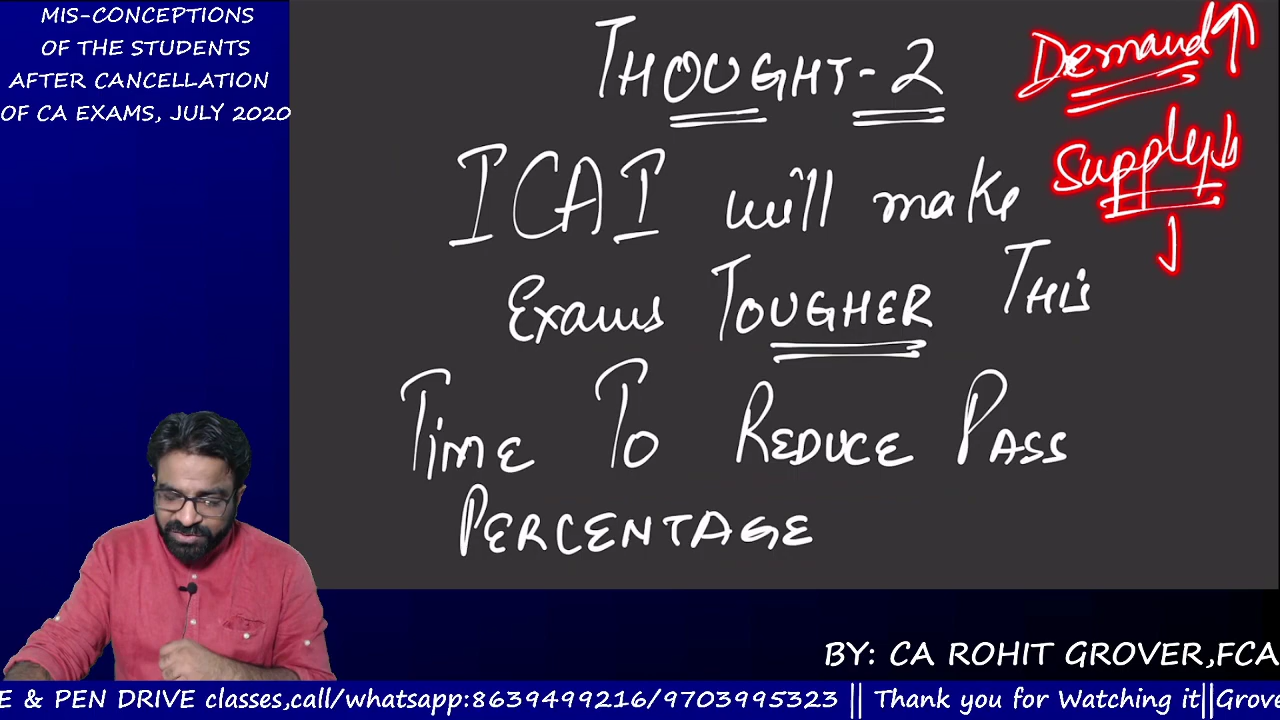 MIS-CONCEPTIONS
OF THE STUDENTS
AFTER CANCELLATION
OF CA EXAMS, JULY 2020
THOUGHT-2
Demand↑
Supply↓
ICAI will make
Exams TOUGHER THIS
TIME TO REDUCE PASS
PERCENTAGE
BY: CA ROHIT GROVER,FCA
E & PEN DRIVE classes,call/whatsapp:8639499216/9703995323 || Thank you for Watching it||Grove